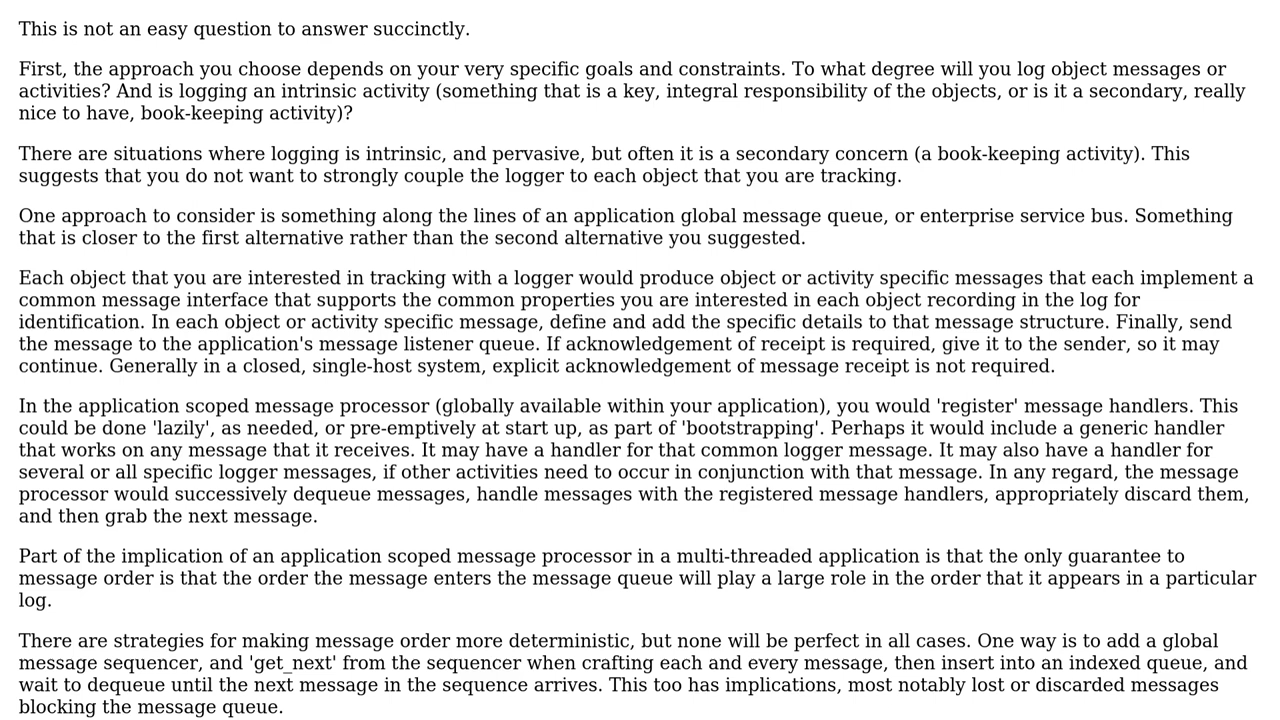 This is not an easy question to answer succinctly.
First, the approach you choose depends on your very specific goals and constraints. To what degree will you log object messages or
activities? And is logging an intrinsic activity (something that is a key, integral responsibility of the objects, or is it a secondary, really
nice to have, book-keeping activity)?
There are situations where logging is intrinsic, and pervasive, but often it is a secondary concern (a book-keeping activity). This
suggests that you do not want to strongly couple the logger to each object that you are tracking.
One approach to consider is something along the lines of an application global message queue, or enterprise service bus. Something
that is closer to the first alternative rather than the second alternative you suggested.
Each object that you are interested in tracking with a logger would produce object or activity specific messages that each implement a
common message interface that supports the common properties you are interested in each object recording in the log for
identification. In each object or activity specific message, define and add the specific details to that message structure. Finally, send
the message to the application's message listener queue. If acknowledgement of receipt is required, give it to the sender, so it may
continue. Generally in a closed, single-host system, explicit acknowledgement of message receipt is not required.
In the application scoped message processor (globally available within your application), you would 'register' message handlers. This
could be done 'lazily', as needed, or pre-emptively at start up, as part of 'bootstrapping'. Perhaps it would include a generic handler
that works on any message that it receives. It may have a handler for that common logger message. It may also have a handler for
several or all specific logger messages, if other activities need to occur in conjunction with that message. In any regard, the message
processor would successively dequeue messages, handle messages with the registered message handlers, appropriately discard them,
and then grab the next message.
Part of the implication of an application scoped message processor in a multi-threaded application is that the only guarantee to
message order is that the order the message enters the message queue will play a large role in the order that it appears in a particular
log.
There are strategies for making message order more deterministic, but none will be perfect in all cases. One way is to add a global
message sequencer, and 'get_next' from the sequencer when crafting each and every message, then insert into an indexed queue, and
wait to dequeue until the next message in the sequence arrives. This too has implications, most notably lost or discarded messages
blocking the message queue.